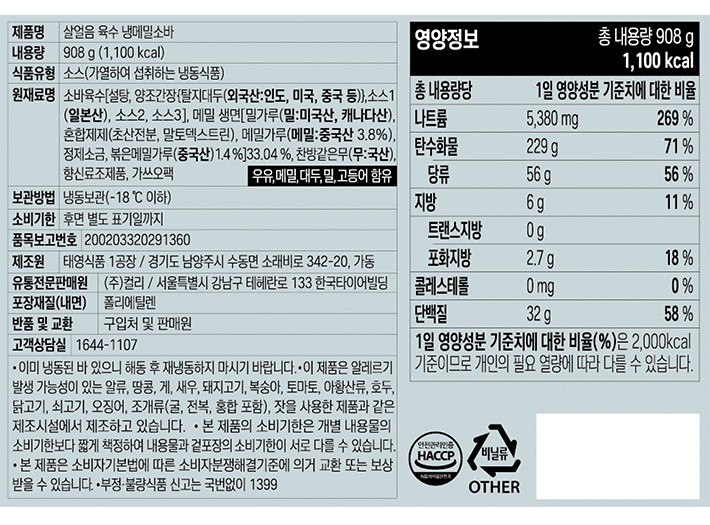 제품명 살얼음 육수 냉메밀소바
내용량 908 g (1,100 kcal)
식품유형 소스(가열하여 섭취하는 냉동식품)
원재료명 소바육수[설탕, 양조간장{탈지대두(외국산:인도, 미국, 중국 등)},소스1
(일본산), 소스2, 소스3], 메밀 생면[밀가루(밀:미국산, 캐나다산),
혼합제제(초산전분, 말토덱스트린), 메밀가루(메밀:중국산 3.8%),
정제소금, 볶은메밀가루(중국산)1.4%]33.04 %, 찬방같은무(무:국산),
향신료조제품, 가쓰오팩
우유,메밀,대두,밀,고등어 함유
보관방법 냉동보관(-18 ℃ 이하)
소비기한 후면 별도 표기일까지
품목보고번호 200203320291360
제조원 태영식품 1공장 / 경기도 남양주시 수동면 소래비로 342-20, 가동
유통전문판매원 (주)컬리 / 서울특별시 강남구 테헤란로 133 한국타이어빌딩
포장재질(내면) 폴리에틸렌
반품 및 교환 구입처 및 판매원
고객상담실 1644-1107
•이미 냉동된 바 있으니 해동 후 재냉동하지 마시기 바랍니다.•이 제품은 알레르기
발생 가능성이 있는 알류, 땅콩, 게, 새우, 돼지고기, 복숭아, 토마토, 아황산류, 호두,
닭고기, 쇠고기, 오징어, 조개류(굴, 전복, 홍합 포함), 잣을 사용한 제품과 같은
제조시설에서 제조하고 있습니다. • 본 제품의 소비기한은 개별 내용물의
소비기한보다 짧게 책정하여 내용물과 겉포장의 소비기한이 서로 다를 수 있습니다.
• 본 제품은 소비자기본법에 따른 소비자분쟁해결기준에 의거 교환 또는 보상
받을 수 있습니다.•부정·불량식품 신고는 국번없이 1399
영양정보 총 내용량 908 g
1,100 kcal
총 내용량당 1일 영양성분 기준치에 대한 비율
나트륨 5,380 mg 269 %
탄수화물 229 g 71 %
당류 56 g 56 %
지방 6 g 11 %
트랜스지방 0 g
포화지방 2.7 g 18 %
콜레스테롤 0 mg 0 %
단백질 32 g 58 %
1일 영양성분 기준치에 대한 비율(%)은 2,000kcal
기준이므로 개인의 필요 열량에 따라 다를 수 있습니다.
안전관리인증
HACCP
식품의약품안전처
비닐류
OTHER